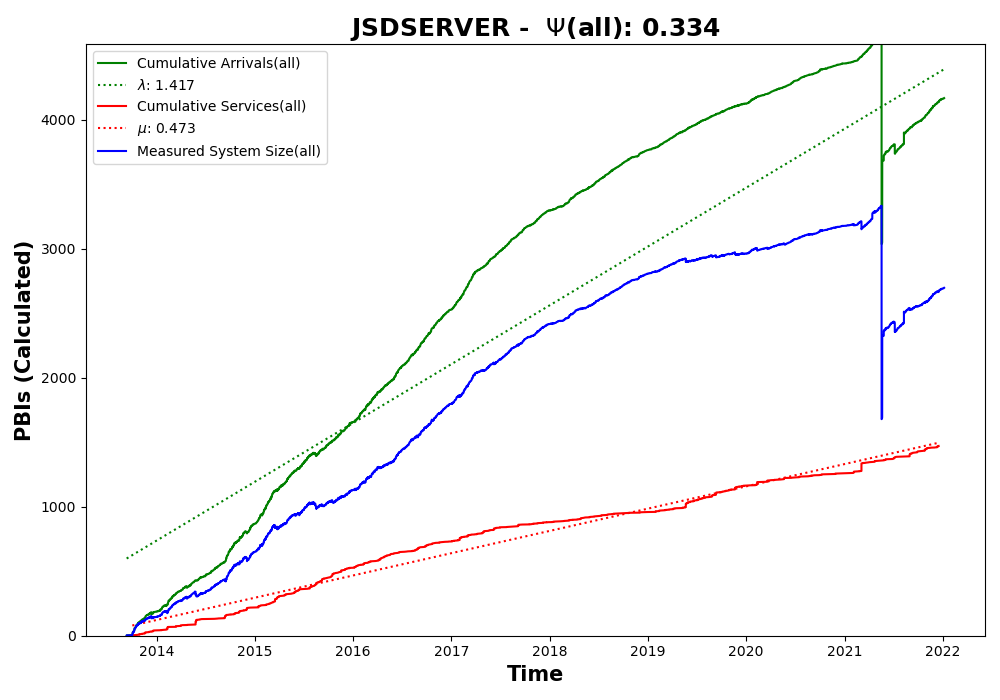 JSDSERVER - Ψ(all): 0.334
Cumulative Arrivals(all)
λ: 1.417
Cumulative Services(all)
μ: 0.473
Measured System Size(all)
PBIs (Calculated)
4000
3000
2000
1000
0
2014 2015 2016 2017 2018 2019 2020 2021 2022
Time